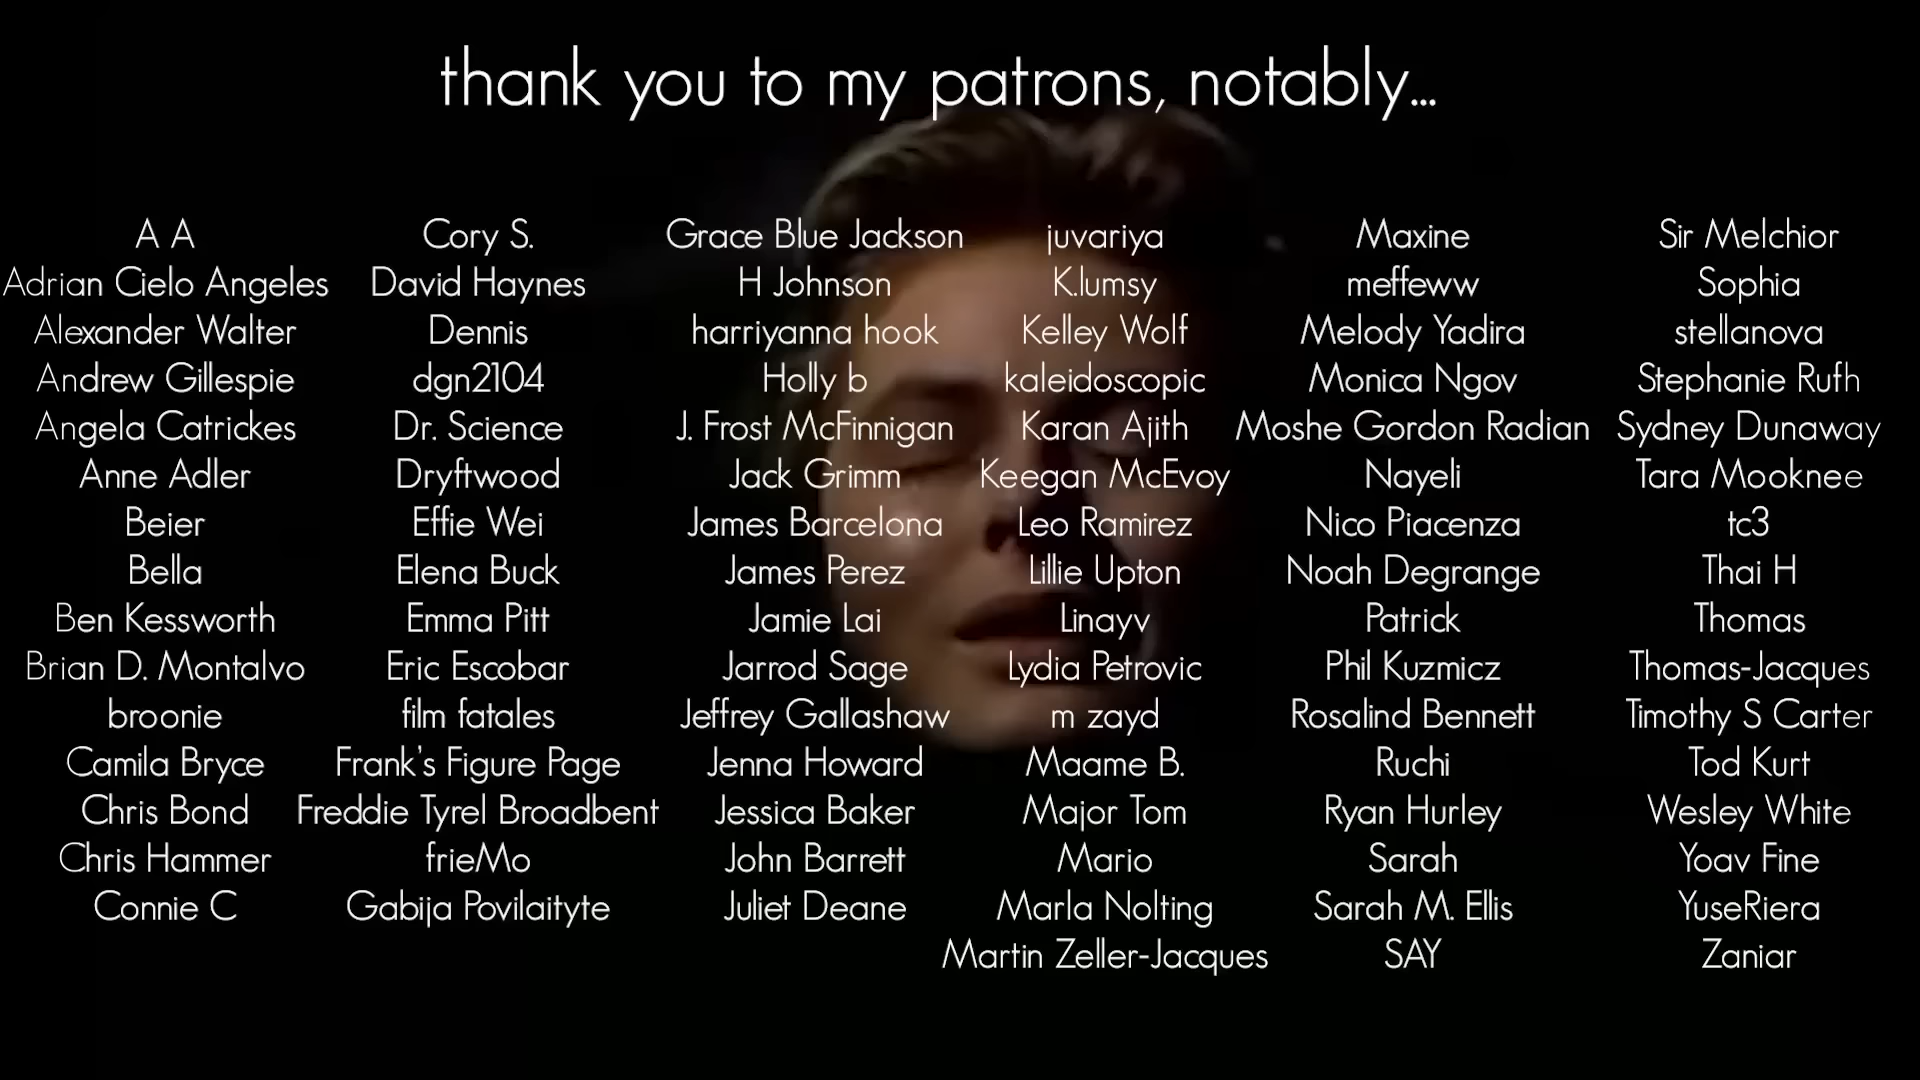 thank you to my patrons, notably...
A A
Adrian Cielo Angeles
Alexander Walter
Andrew Gillespie
Angela Catrickes
Anne Adler
Beier
Bella
Ben Kessworth
Brian D. Montalvo
broonie
Camila Bryce
Chris Bond
Chris Hammer
Connie C
Cory S.
David Haynes
Dennis
dgn2104
Dr. Science
Dryftwood
Effie Wei
Elena Buck
Emma Pitt
Eric Escobar
film fatales
Frank's Figure Page
Freddie Tyrel Broadbent
frieMo
Gabija Povilaityte
Grace Blue Jackson
H Johnson
harriyanna hook
Holly b
J. Frost McFinnigan
Jack Grimm
James Barcelona
James Perez
Jamie Lai
Jarrod Sage
Jeffrey Gallashaw
Jenna Howard
Jessica Baker
John Barrett
Juliet Deane
juvariya
K.lumsy
Kelley Wolf
kaleidoscopic
Karan Ajith
Keegan McEvoy
Leo Ramirez
Lillie Upton
Linayv
Lydia Petrovic
m zayd
Maame B.
Major Tom
Mario
Marla Nolting
Martin Zeller-Jacques
Maxine
meffeww
Melody Yadira
Monica Ngov
Moshe Gordon Radian
Nayeli
Nico Piacenza
Noah Degrange
Patrick
Phil Kuzmicz
Rosalind Bennett
Ruchi
Ryan Hurley
Sarah
Sarah M. Ellis
SAY
Sir Melchior
Sophia
stellanova
Stephanie Rufh
Sydney Dunaway
Tara Mooknee
tc3
Thai H
Thomas
Thomas-Jacques
Timothy S Carter
Tod Kurt
Wesley White
Yoav Fine
YuseRiera
Zaniar